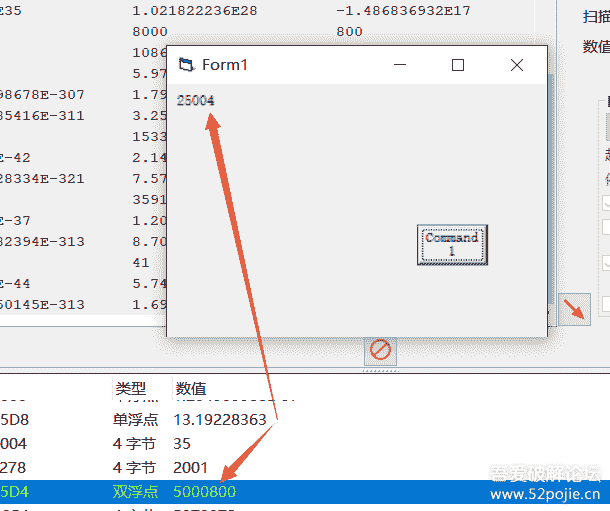 E35 1.021822236E28 -1.486836932E17 扫描
8000 800 数值
1086
5.97
Form1
25004
98678E-307 1.79
35416E-311 3.25
1533
E-42 2.14
28334E-321 7.57
3591
E-37 1.20
32394E-313 8.70
41
E-44 5.74
50145E-313 1.69
Command
1
类型 数值
5D8 单浮点 13.19228363
004 4 字节 35
278 4 字节 2001
5D4 双浮点 5000800
吾爱破解论坛
www.52pojie.cn